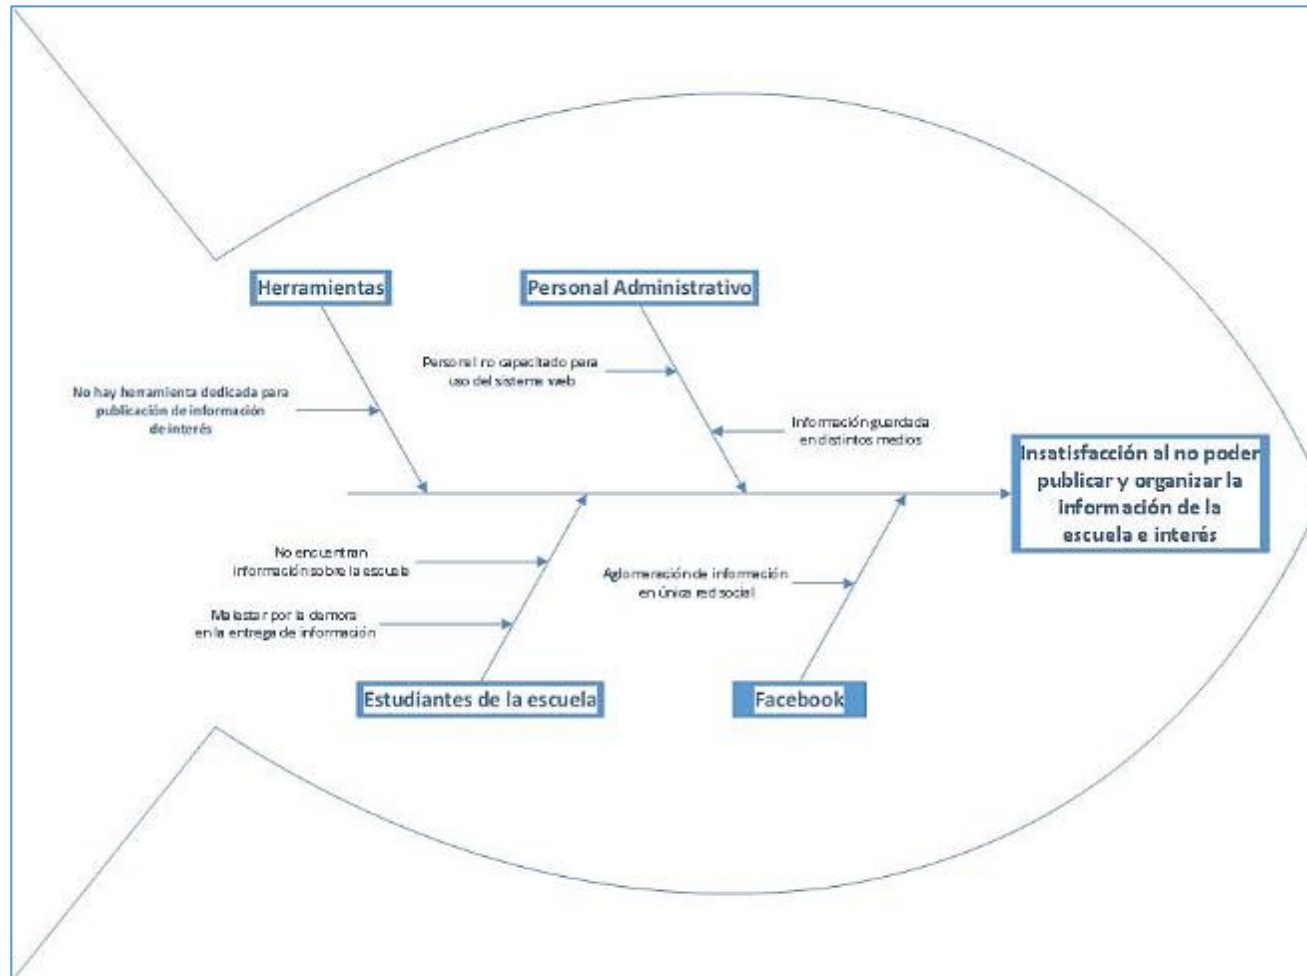 Herramientas
Personal Administrativo
Personal no capacitado para
uso del sistema web
No hay herramienta dedicada para
publicación de información
de interés
Información guardada
en distintos medios
Insatisfacción al no poder
publicar y organizar la
información de la
escuela e interés
No encuentran
información sobre la escuela
Aglomeración de información
en única red social
Malestar por la demora
en la entrega de información
Estudiantes de la escuela
Facebook